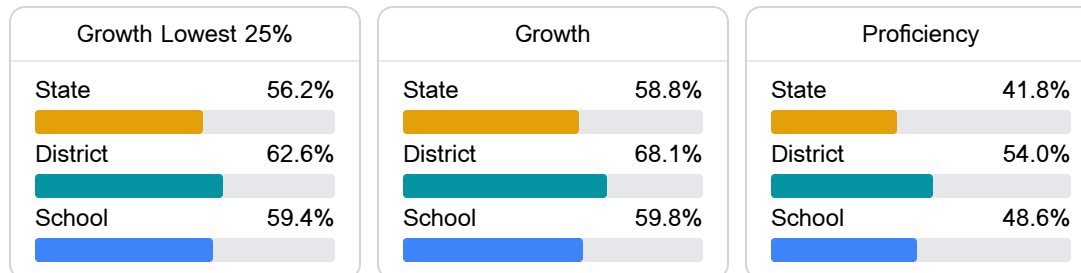 Growth Lowest 25%
State 56.2%
District 62.6%
School 59.4%
Growth
State 58.8%
District 68.1%
School 59.8%
Proficiency
State 41.8%
District 54.0%
School 48.6%